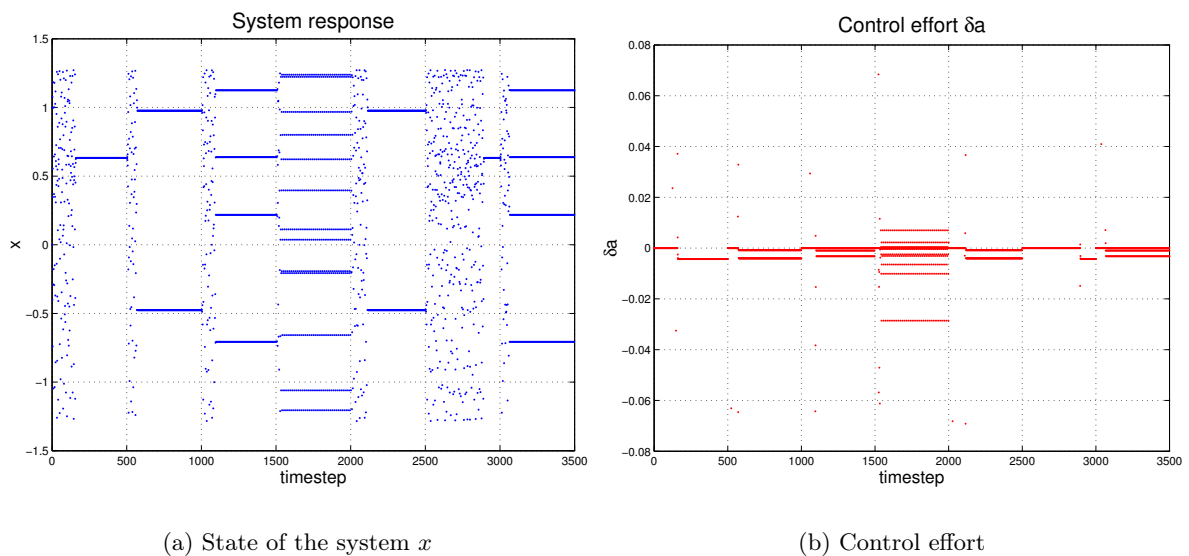 System response
1.5
1
0.5
0
−0.5
−1
−1.5
x
0 500 1000 1500 2000 2500 3000 3500
timestep
(a) State of the system x
Control effort δa
0.08
0.06
0.04
0.02
0
−0.02
−0.04
−0.06
−0.08
δa
0 500 1000 1500 2000 2500 3000 3500
timestep
(b) Control effort